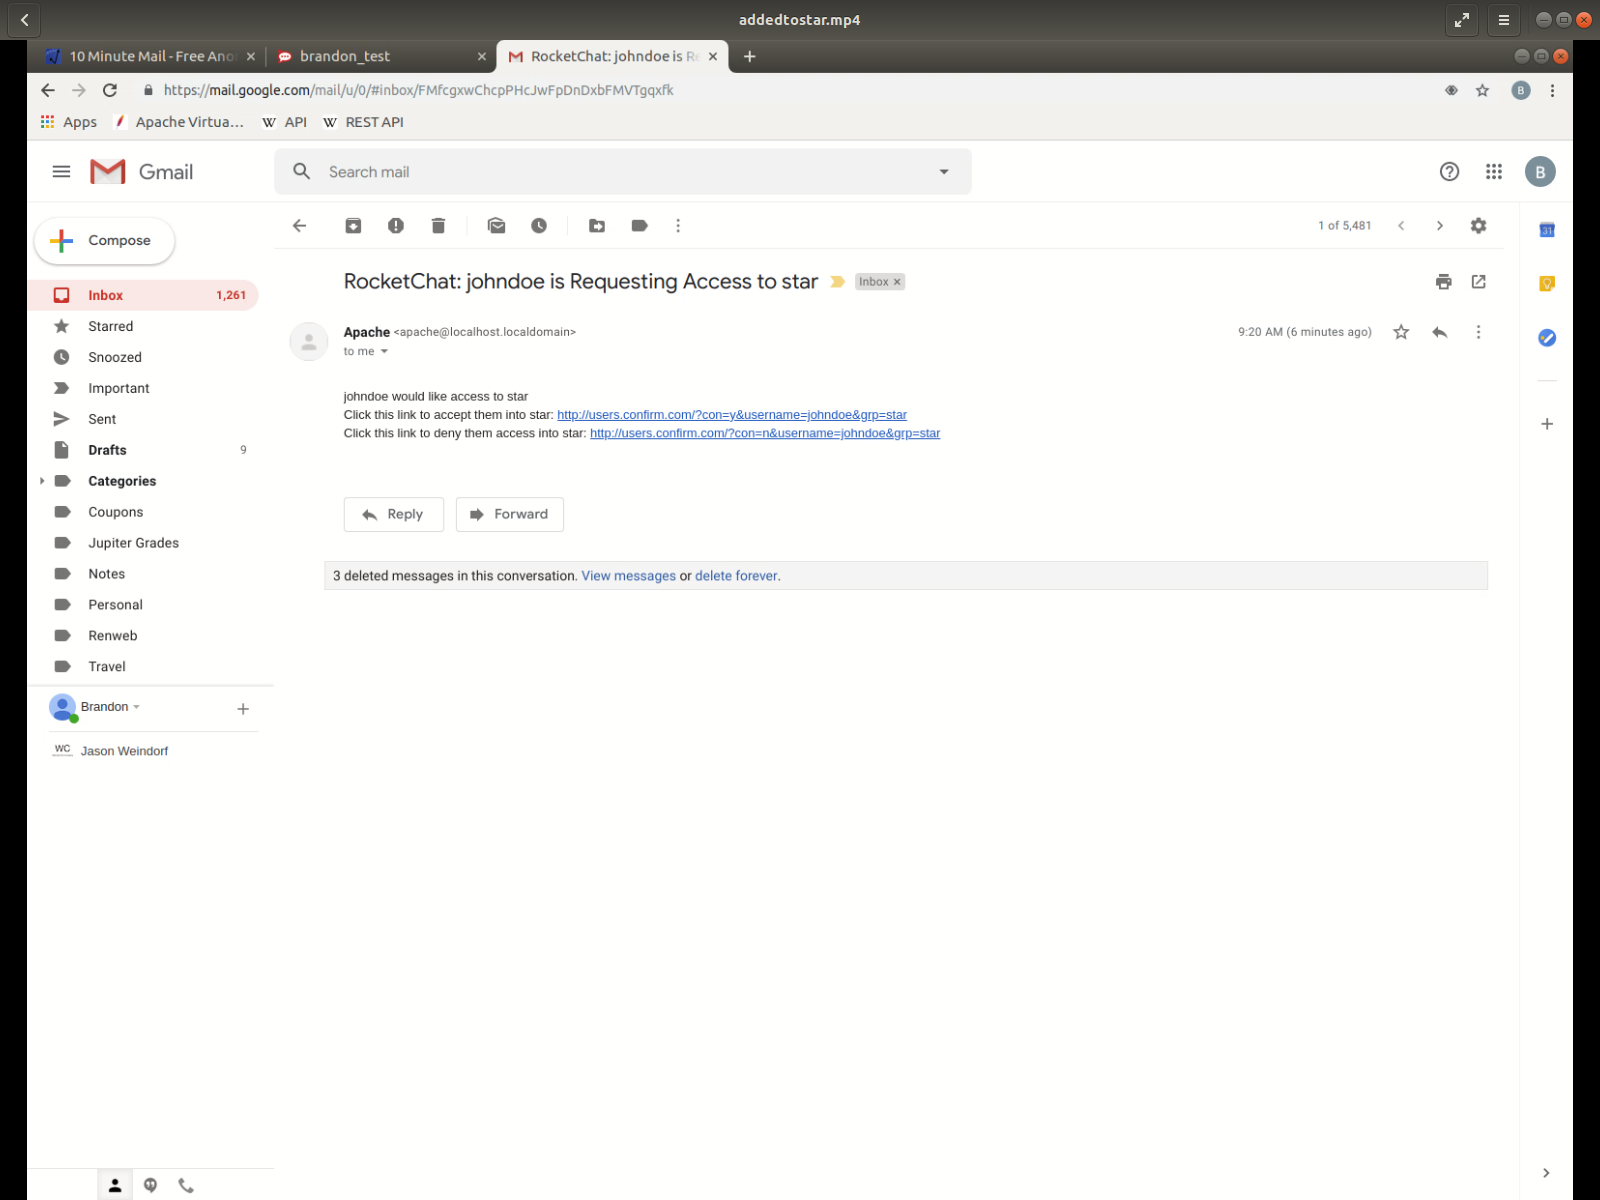 addedtostar.mp4
10 Minute Mail - Free Ano
brandon_test
RocketChat: johndoe is Re
https://mail.google.com/mail/u/0/#inbox/FMfcgxwChcpPHcJwFpDnDxbFMVTgqxfk
B
Apps
Apache Virtua...
W API
W REST API
Gmail
Search mail
B
Compose
1 of 5,481
31
RocketChat: johndoe is Requesting Access to star
Inbox x
Inbox 1,261
Starred
Snoozed
Important
Sent
Drafts 9
Categories
Coupons
Jupiter Grades
Notes
Personal
Renweb
Travel
Apache <apache@localhost.localdomain>
9:20 AM (6 minutes ago)
to me
johndoe would like access to star
Click this link to accept them into star: http://users.confirm.com/?con=y&username=johndoe&grp=star
Click this link to deny them access into star: http://users.confirm.com/?con=n&username=johndoe&grp=star
Reply
Forward
3 deleted messages in this conversation. View messages or delete forever.
Brandon
WC
Jason Weindorf